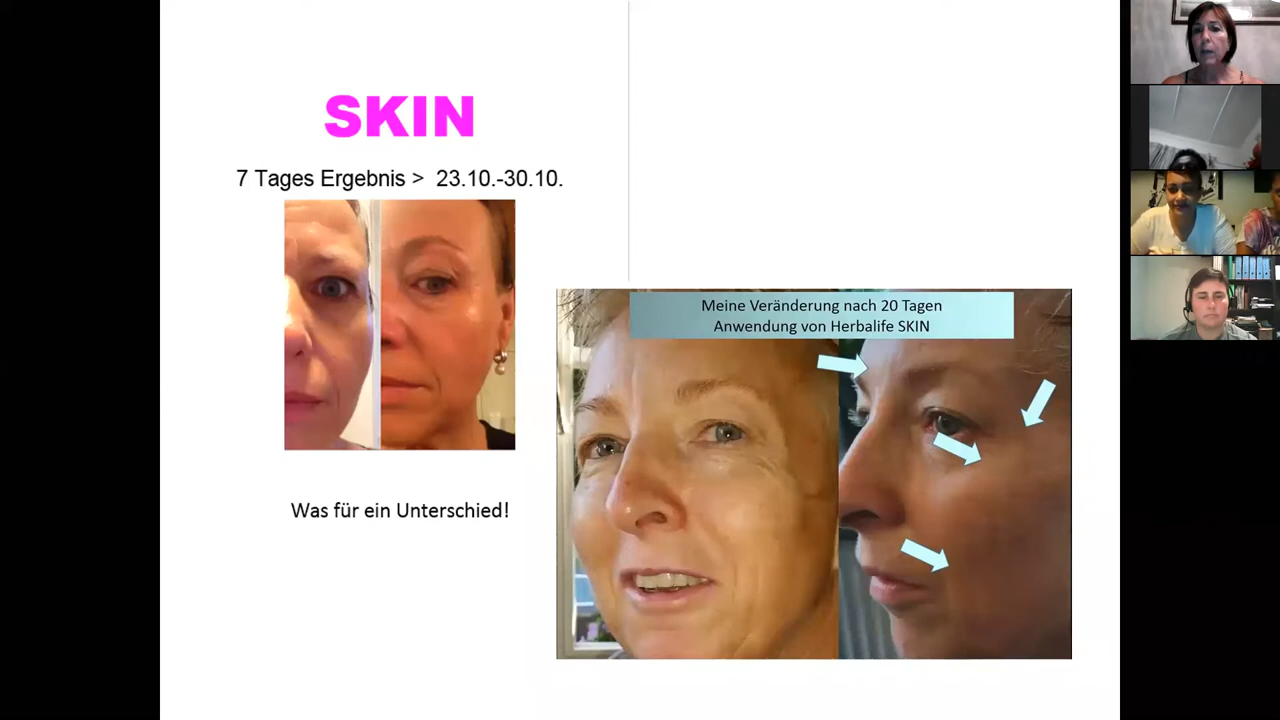 SKIN
7 Tages Ergebnis > 23.10.-30.10.
Was für ein Unterschied!
Meine Veränderung nach 20 Tagen
Anwendung von Herbalife SKIN